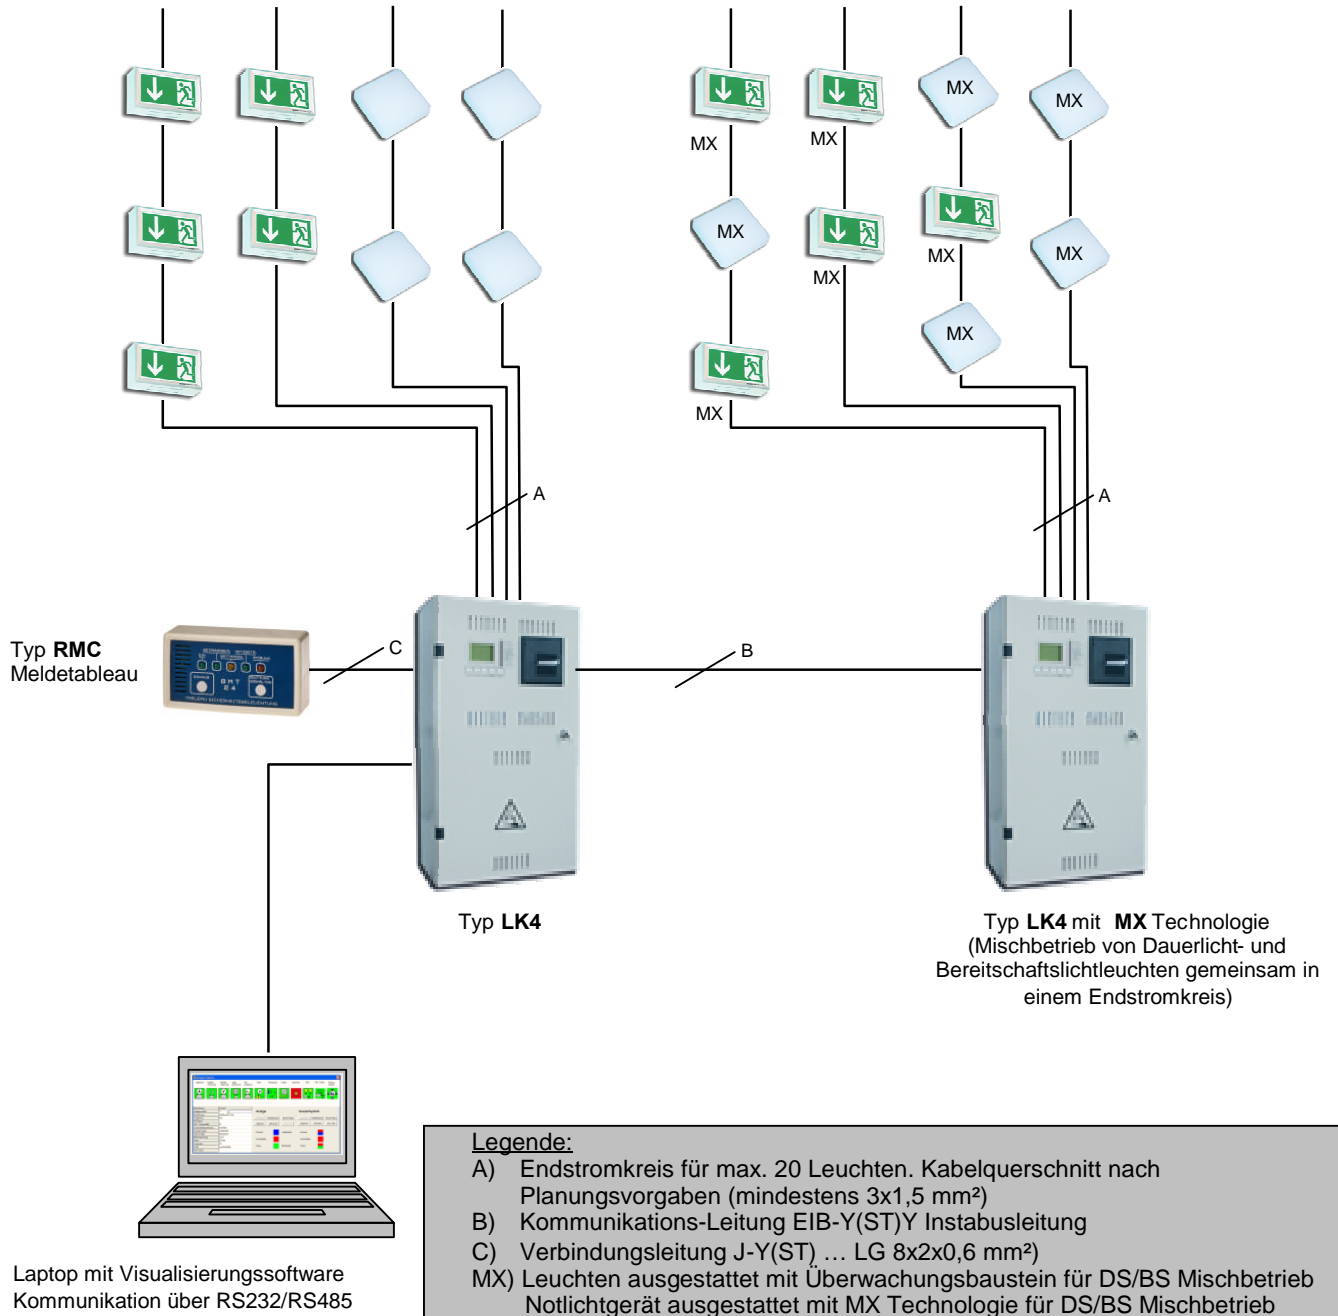 MX
MX
MX
MX
MX
MX
MX
MX
MX
MX
MX
A
A
Typ RMC
Meldetableau
C
B
Typ LK4
Typ LK4 mit MX Technologie
(Mischbetrieb von Dauerlicht- und
Bereitschaftslichtleuchten gemeinsam in
einem Endstromkreis)
Laptop mit Visualisierungssoftware
Kommunikation über RS232/RS485
Legende:
A) Endstromkreis für max. 20 Leuchten. Kabelquerschnitt nach
Planungsvorgaben (mindestens 3x1,5 mm²)
B) Kommunikations-Leitung EIB-Y(ST)Y Instabusleitung
C) Verbindungsleitung J-Y(ST) … LG 8x2x0,6 mm²)
MX) Leuchten ausgestattet mit Überwachungsbaustein für DS/BS Mischbetrieb
Notlichtgerät ausgestattet mit MX Technologie für DS/BS Mischbetrieb